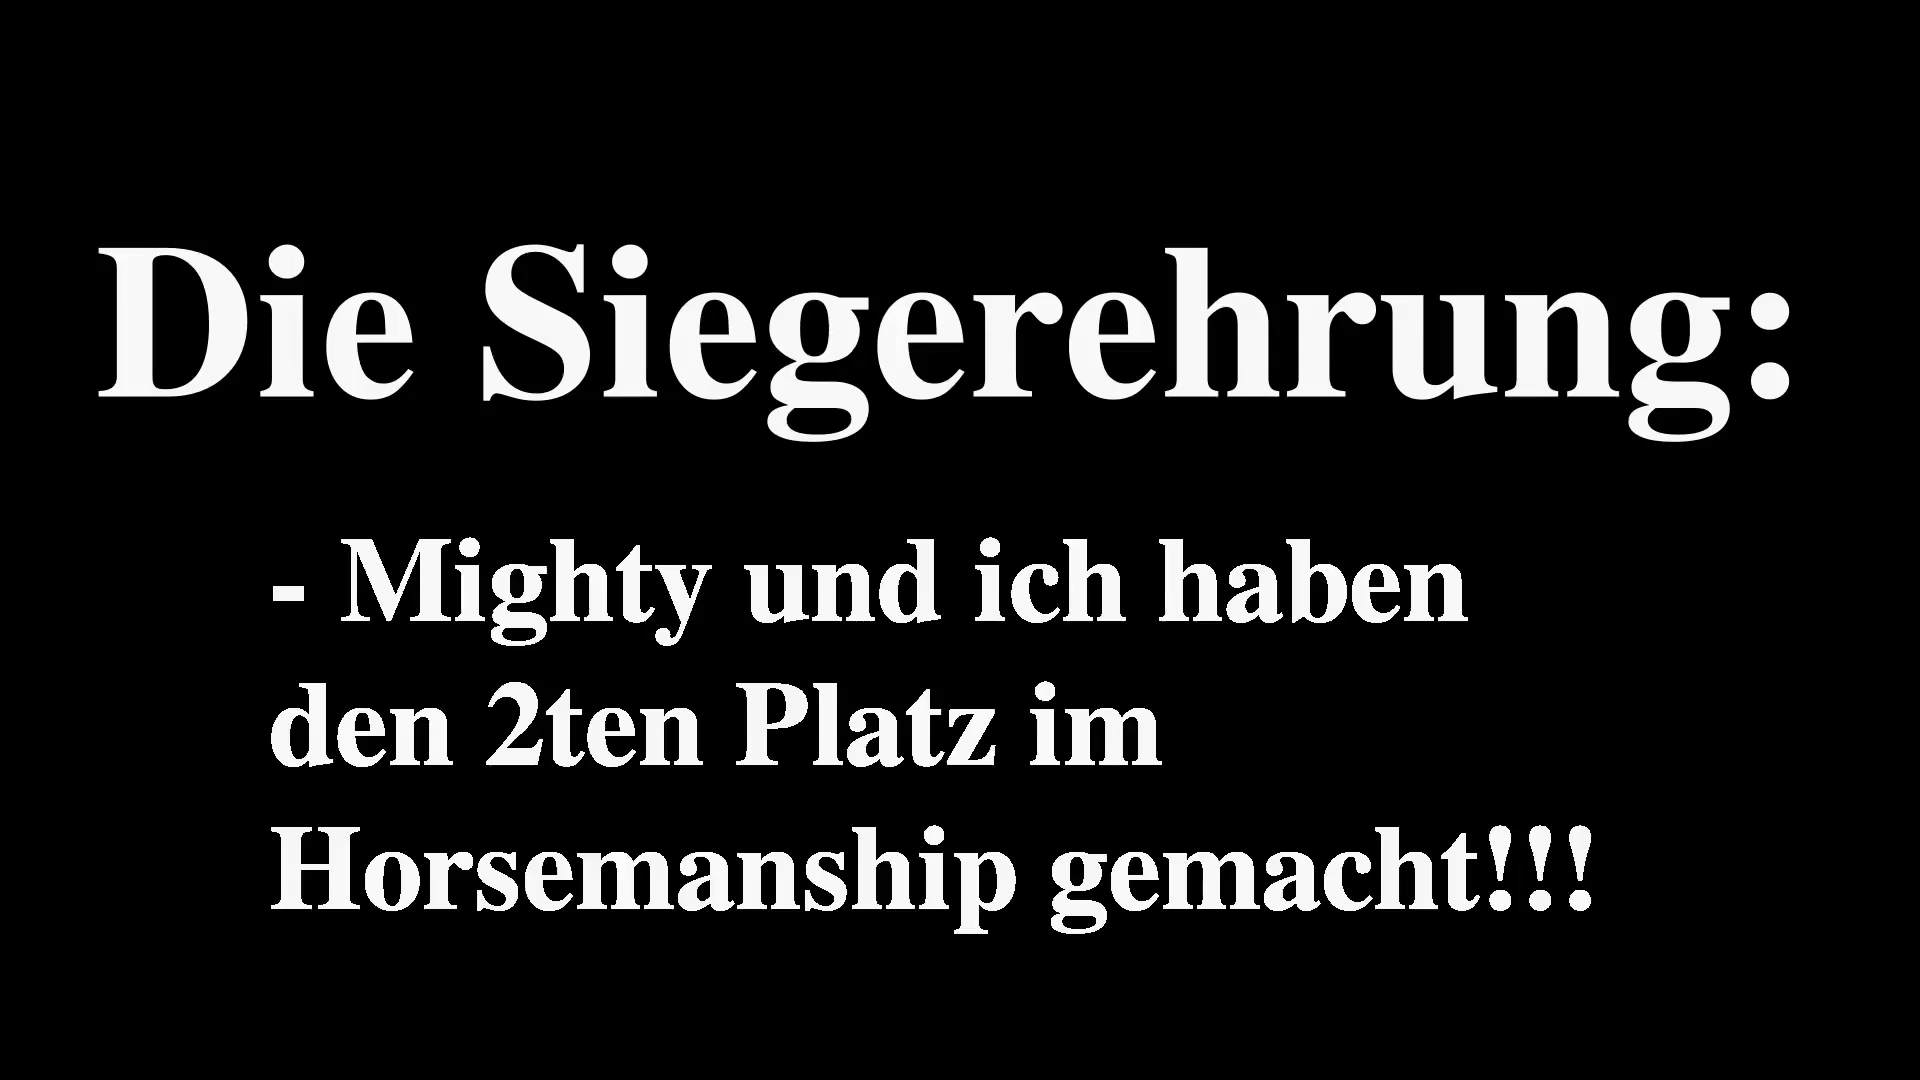 Die Siegerehrung:
- Mighty und ich haben
den 2ten Platz im
Horsemanship gemacht!!!